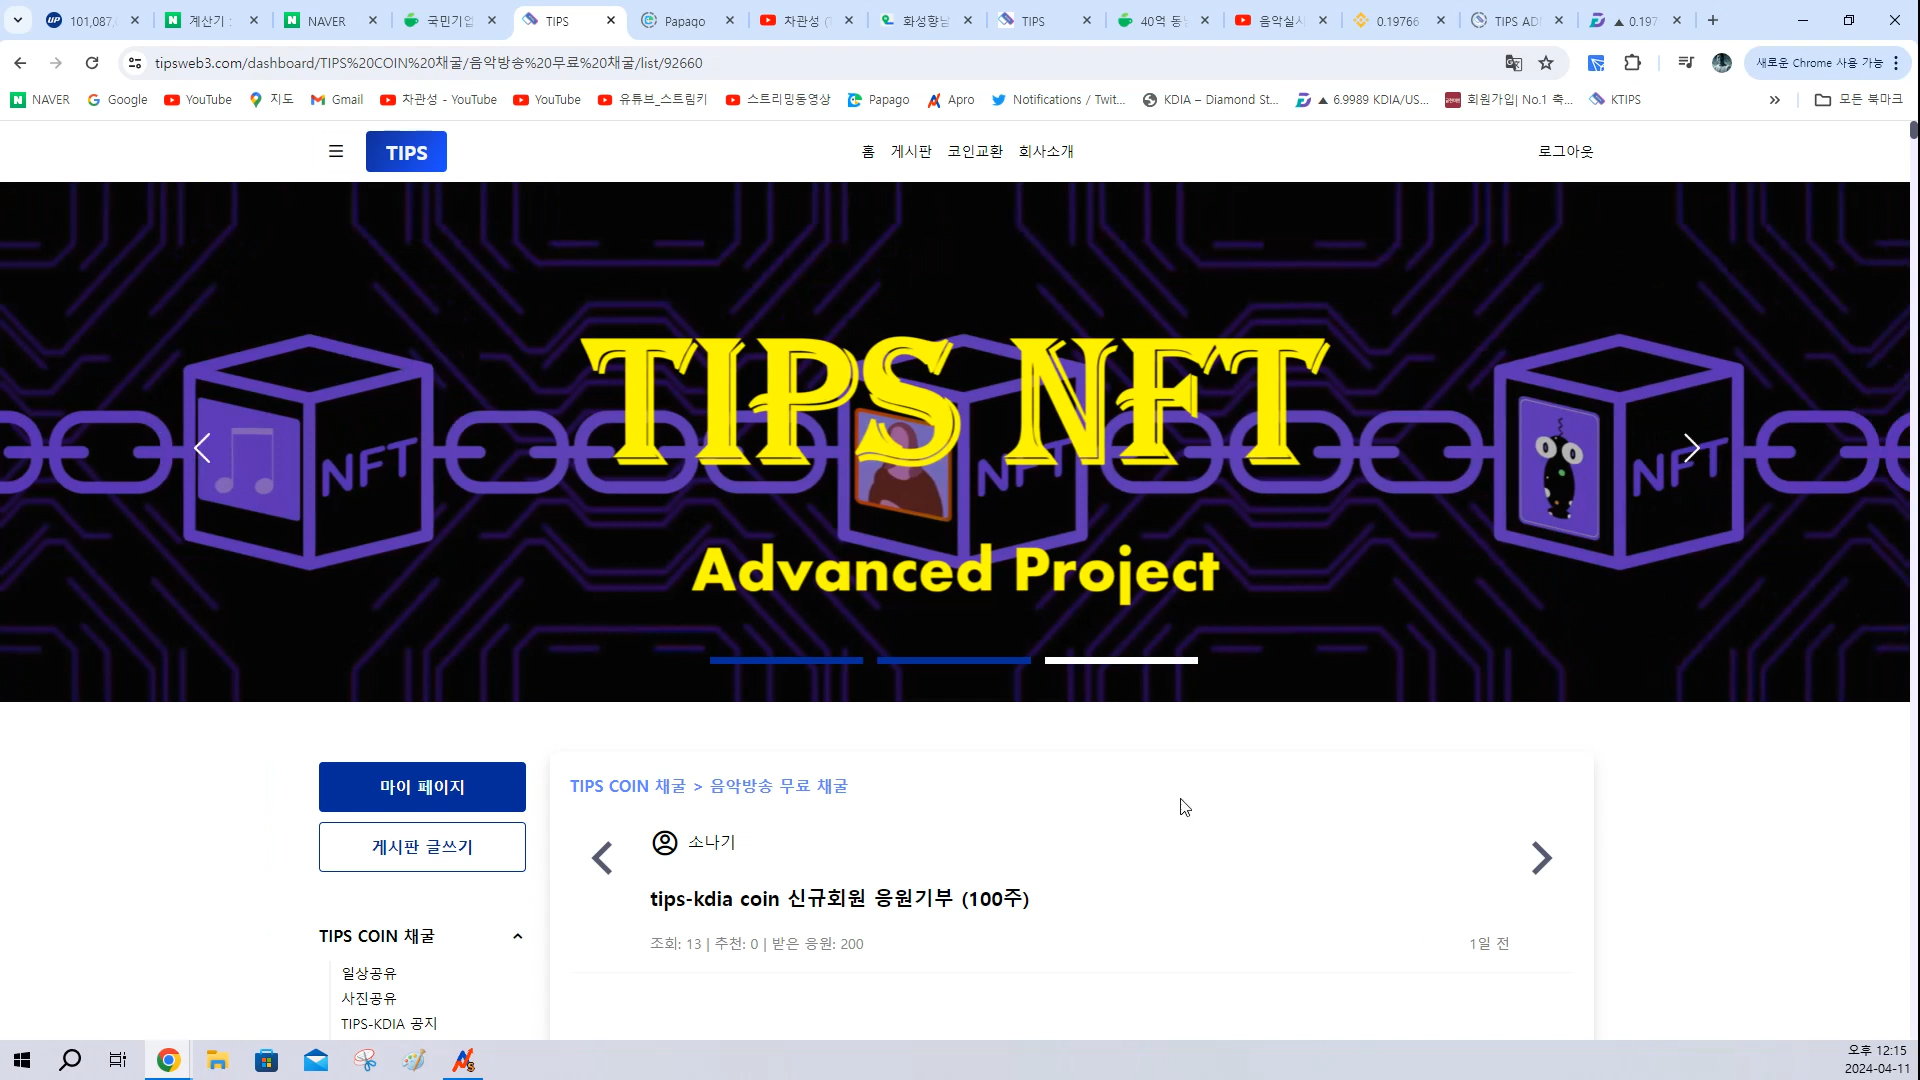 101,087,
계산기 :
NAVER
국민기업
TIPS
Papago
차관성 (
화성향남
TIPS
40억 동
음악실시
0.19766
TIPS AD
▲ 0.197
tipsweb3.com/dashboard/TIPS%20COIN%20채굴/음악방송%20무료%20채굴/list/92660
새로운 Chrome 사용 가능
NAVER
Google
YouTube
지도
Gmail
차관성 - YouTube
YouTube
유튜브_스트림키
스트리밍동영상
Papago
Apro
Notifications / Twit...
KDIA – Diamond St...
▲ 6.9989 KDIA/US...
회원가입| No.1 축...
KTIPS
모든 북마크
TIPS
홈 게시판 코인교환 회사소개
로그아웃
NFT
NFT
NFT
TIPS NFT
Advanced Project
마이 페이지
게시판 글쓰기
TIPS COIN 채굴
일상공유
사진공유
TIPS-KDIA 공지
TIPS COIN 채굴 > 음악방송 무료 채굴
소나기
tips-kdia coin 신규회원 응원기부 (100주)
조회: 13 | 추천: 0 | 받은 응원: 200
1일 전
오후 12:15
2024-04-11